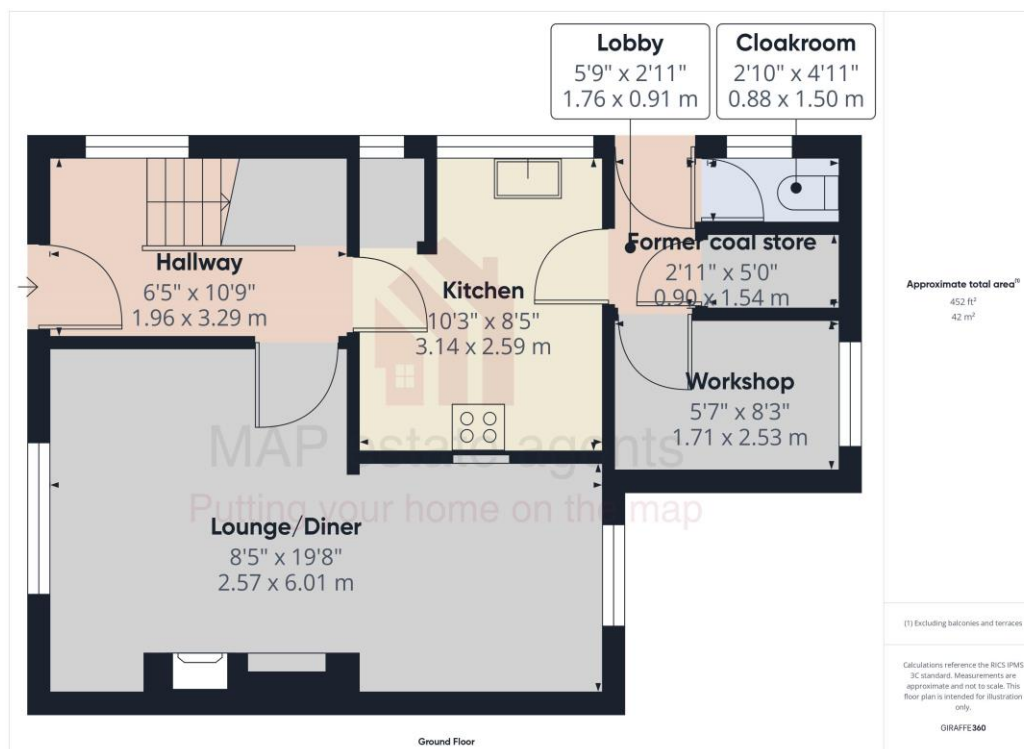 Lobby
5'9" x 2'11"
1.76 x 0.91 m
Cloakroom
2'10" x 4'11"
0.88 x 1.50 m
Hallway
6'5" x 10'9"
1.96 x 3.29 m
Kitchen
10'3" x 8'5"
3.14 x 2.59 m
Former coal store
2'11" x 5'0"
0.90 x 1.54 m
Workshop
5'7" x 8'3"
1.71 x 2.53 m
MAP estate agents
Putting your home on the map
Lounge/Diner
8'5" x 19'8"
2.57 x 6.01 m
Ground Floor
Approximate total area⁽¹⁾
452 ft²
42 m²
(1) Excluding balconies and terraces
Calculations reference the RICS IPMS
3C standard. Measurements are
approximate and not to scale. This
floor plan is intended for illustration
only.
GIRAFFE360